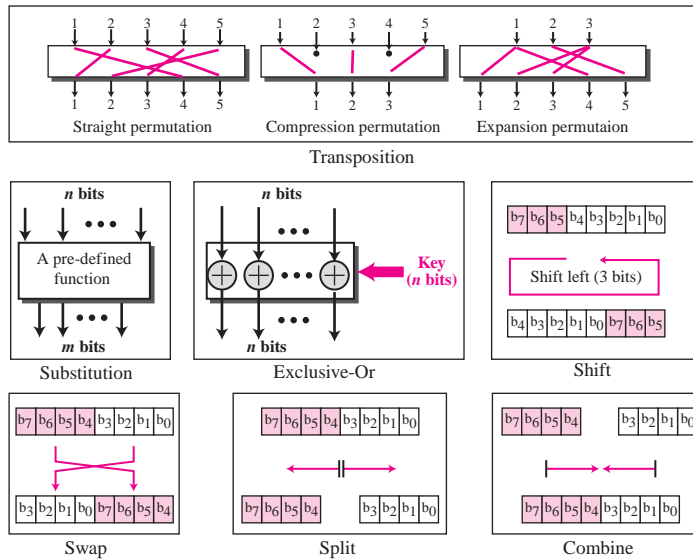 1 2 3 4 5 1 2 3 4 5 1 2 3
1 2 3 4 5 1 2 3 1 2 3 4 5
Straight permutation Compression permutation Expansion permutaion
Transposition
n bits
A pre-defined
function
m bits
Substitution
n bits
Key
(n bits)
n bits
Exclusive-Or
b7 b6 b5 b4 b3 b2 b1 b0
Shift left (3 bits)
b4 b3 b2 b1 b0 b7 b6 b5
Shift
b7 b6 b5 b4 b3 b2 b1 b0
b3 b2 b1 b0 b7 b6 b5 b4
Swap
b7 b6 b5 b4 b3 b2 b1 b0
b7 b6 b5 b4 b3 b2 b1 b0
Split
b7 b6 b5 b4 b3 b2 b1 b0
b7 b6 b5 b4 b3 b2 b1 b0
Combine